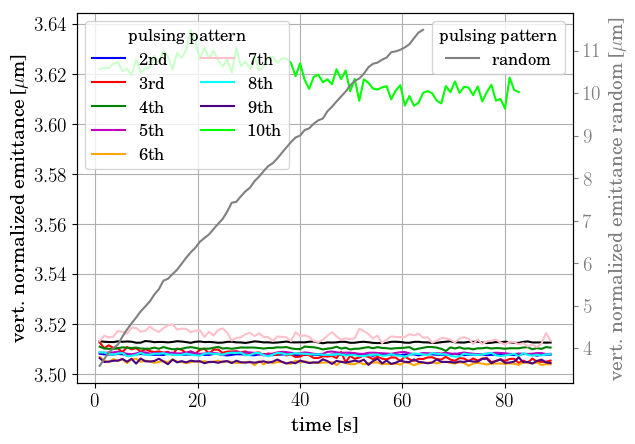 pulsing pattern
2nd
3rd
4th
5th
6th
7th
8th
9th
10th
pulsing pattern
random
vert. normalized emittance [μm]
3.64
3.62
3.60
3.58
3.56
3.54
3.52
3.50
0
20
40
60
80
time [s]
11
10
9
8
7
6
5
4
vert. normalized emittance random [μm]